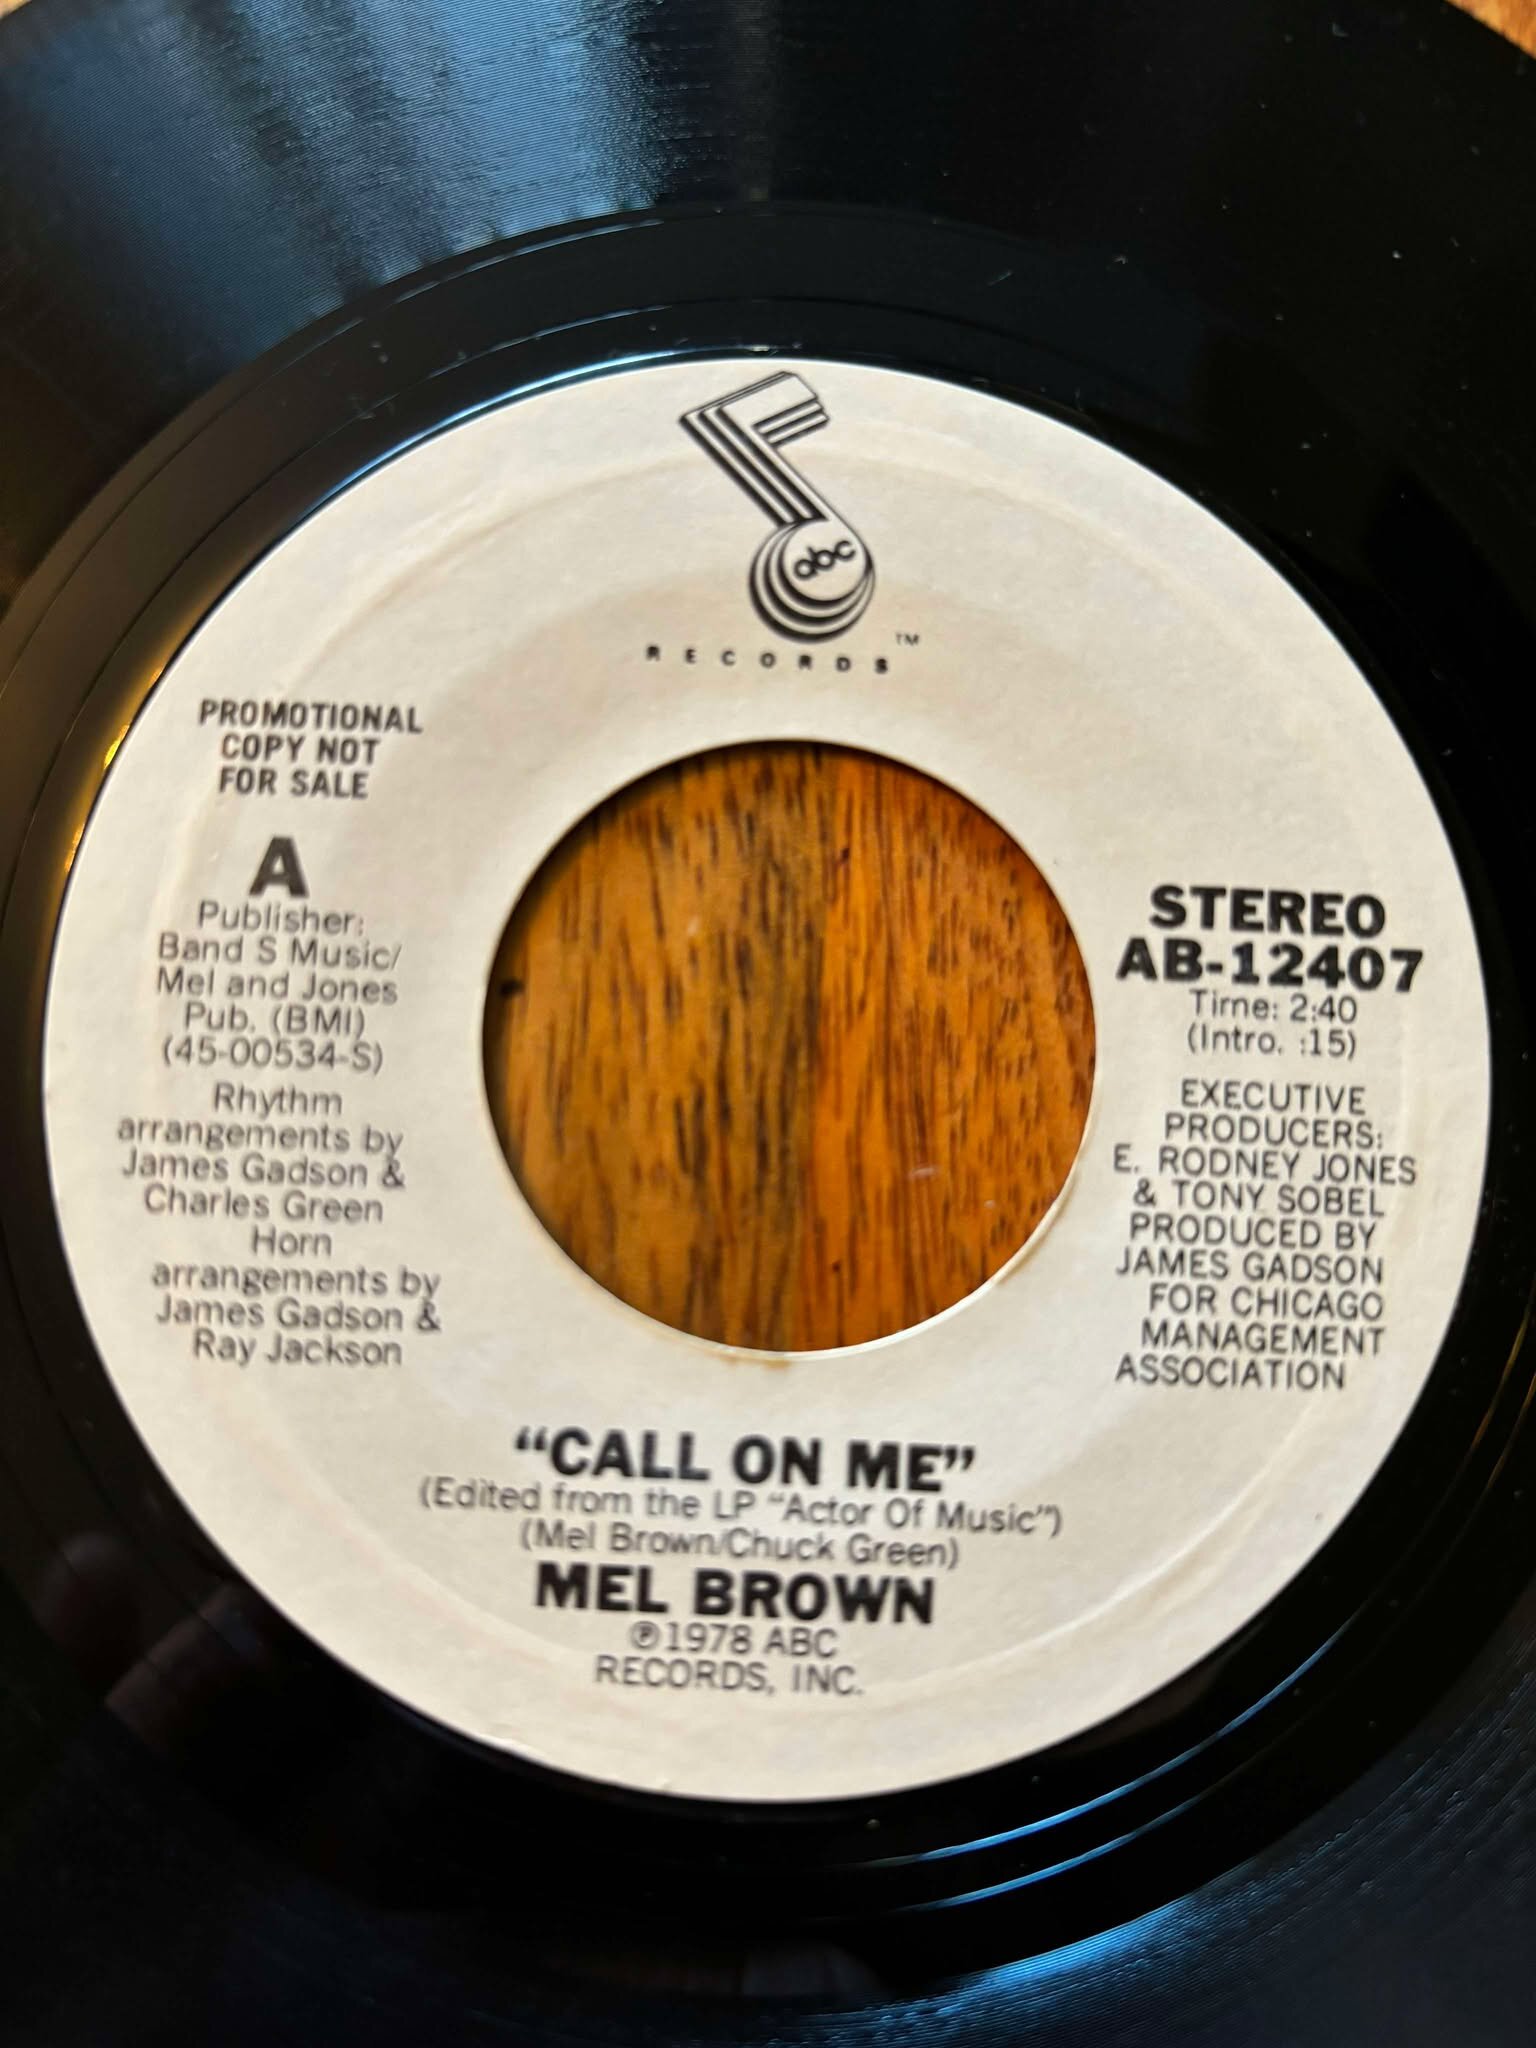 abc
RECORDS™
PROMOTIONAL
COPY NOT
FOR SALE
A
Publisher:
Band S Music/
Mel and Jones
Pub. (BMI)
(45-00534-S)
Rhythm
arrangements by
James Gadson &
Charles Green
Horn
arrangements by
James Gadson &
Ray Jackson
STEREO
AB-12407
Time: 2:40
(Intro. :15)
EXECUTIVE
PRODUCERS:
E. RODNEY JONES
& TONY SOBEL
PRODUCED BY
JAMES GADSON
FOR CHICAGO
MANAGEMENT
ASSOCIATION
“CALL ON ME”
(Edited from the LP “Actor Of Music”)
(Mel Brown/Chuck Green)
MEL BROWN
℗1978 ABC
RECORDS, INC.